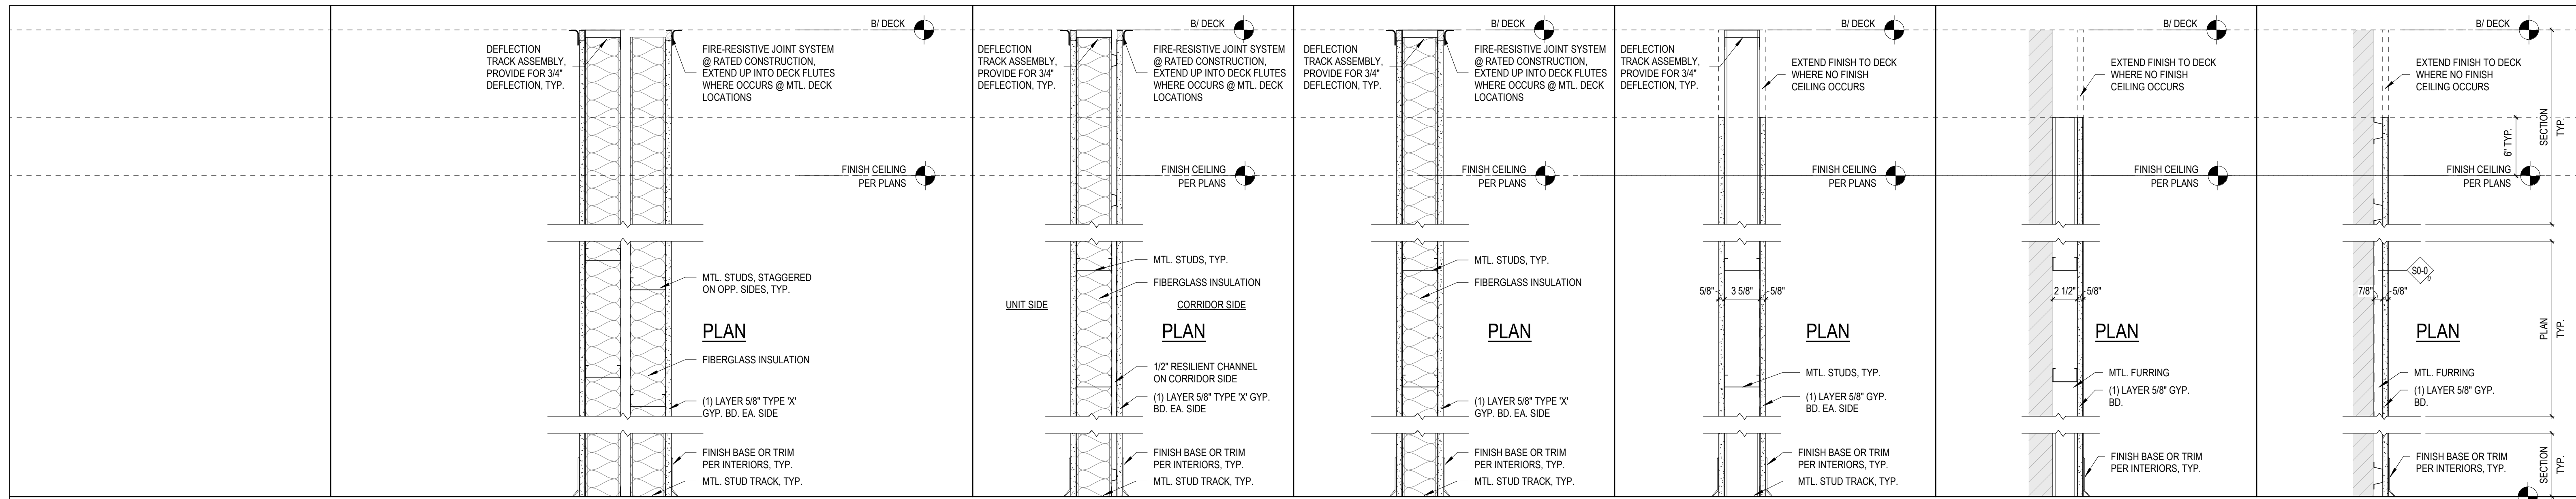 B/ DECK
DEFLECTION
TRACK ASSEMBLY,
PROVIDE FOR 3/4"
DEFLECTION, TYP.
FIRE-RESISTIVE JOINT SYSTEM
@ RATED CONSTRUCTION,
EXTEND UP INTO DECK FLUTES
WHERE OCCURS @ MTL. DECK
LOCATIONS
FINISH CEILING
PER PLANS
MTL. STUDS, STAGGERED
ON OPP. SIDES, TYP.
PLAN
FIBERGLASS INSULATION
(1) LAYER 5/8" TYPE 'X'
GYP. BD. EA. SIDE
FINISH BASE OR TRIM
PER INTERIORS, TYP.
MTL. STUD TRACK, TYP.
B/ DECK
DEFLECTION
TRACK ASSEMBLY,
PROVIDE FOR 3/4"
DEFLECTION, TYP.
FIRE-RESISTIVE JOINT SYSTEM
@ RATED CONSTRUCTION,
EXTEND UP INTO DECK FLUTES
WHERE OCCURS @ MTL. DECK
LOCATIONS
FINISH CEILING
PER PLANS
MTL. STUDS, TYP.
FIBERGLASS INSULATION
UNIT SIDE
CORRIDOR SIDE
PLAN
1/2" RESILIENT CHANNEL
ON CORRIDOR SIDE
(1) LAYER 5/8" TYPE 'X' GYP.
BD. EA. SIDE
FINISH BASE OR TRIM
PER INTERIORS, TYP.
MTL. STUD TRACK, TYP.
B/ DECK
DEFLECTION
TRACK ASSEMBLY,
PROVIDE FOR 3/4"
DEFLECTION, TYP.
FIRE-RESISTIVE JOINT SYSTEM
@ RATED CONSTRUCTION,
EXTEND UP INTO DECK FLUTES
WHERE OCCURS @ MTL. DECK
LOCATIONS
FINISH CEILING
PER PLANS
MTL. STUDS, TYP.
FIBERGLASS INSULATION
PLAN
(1) LAYER 5/8" TYPE 'X'
GYP. BD. EA. SIDE
FINISH BASE OR TRIM
PER INTERIORS, TYP.
MTL. STUD TRACK, TYP.
B/ DECK
DEFLECTION
TRACK ASSEMBLY,
PROVIDE FOR 3/4"
DEFLECTION, TYP.
EXTEND FINISH TO DECK
WHERE NO FINISH
CEILING OCCURS
FINISH CEILING
PER PLANS
5/8" 3 5/8" 5/8"
PLAN
MTL. STUDS, TYP.
(1) LAYER 5/8" GYP.
BD. EA. SIDE
FINISH BASE OR TRIM
PER INTERIORS, TYP.
MTL. STUD TRACK, TYP.
B/ DECK
EXTEND FINISH TO DECK
WHERE NO FINISH
CEILING OCCURS
FINISH CEILING
PER PLANS
2 1/2" 5/8"
PLAN
MTL. FURRING
(1) LAYER 5/8" GYP.
BD.
FINISH BASE OR TRIM
PER INTERIORS, TYP.
B/ DECK
EXTEND FINISH TO DECK
WHERE NO FINISH
CEILING OCCURS
6" TYP.
SECTION
TYP.
FINISH CEILING
PER PLANS
S0-0
0
7/8" 5/8"
PLAN
MTL. FURRING
(1) LAYER 5/8" GYP.
BD.
PLAN
TYP.
FINISH BASE OR TRIM
PER INTERIORS, TYP.
SECTION
TYP.